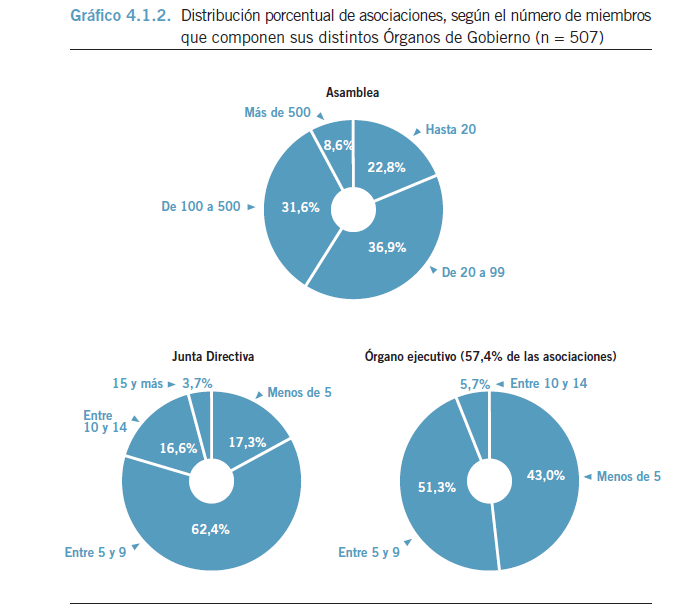 Gráfico 4.1.2. Distribución porcentual de asociaciones, según el número de miembros
que componen sus distintos Órganos de Gobierno (n = 507)
Asamblea
Más de 500
Hasta 20
8,6%
22,8%
De 100 a 500
31,6%
36,9%
De 20 a 99
Junta Directiva
15 y más
3,7%
Menos de 5
Entre
10 y 14
16,6%
17,3%
62,4%
Entre 5 y 9
Órgano ejecutivo (57,4% de las asociaciones)
5,7%
Entre 10 y 14
43,0%
Menos de 5
51,3%
Entre 5 y 9